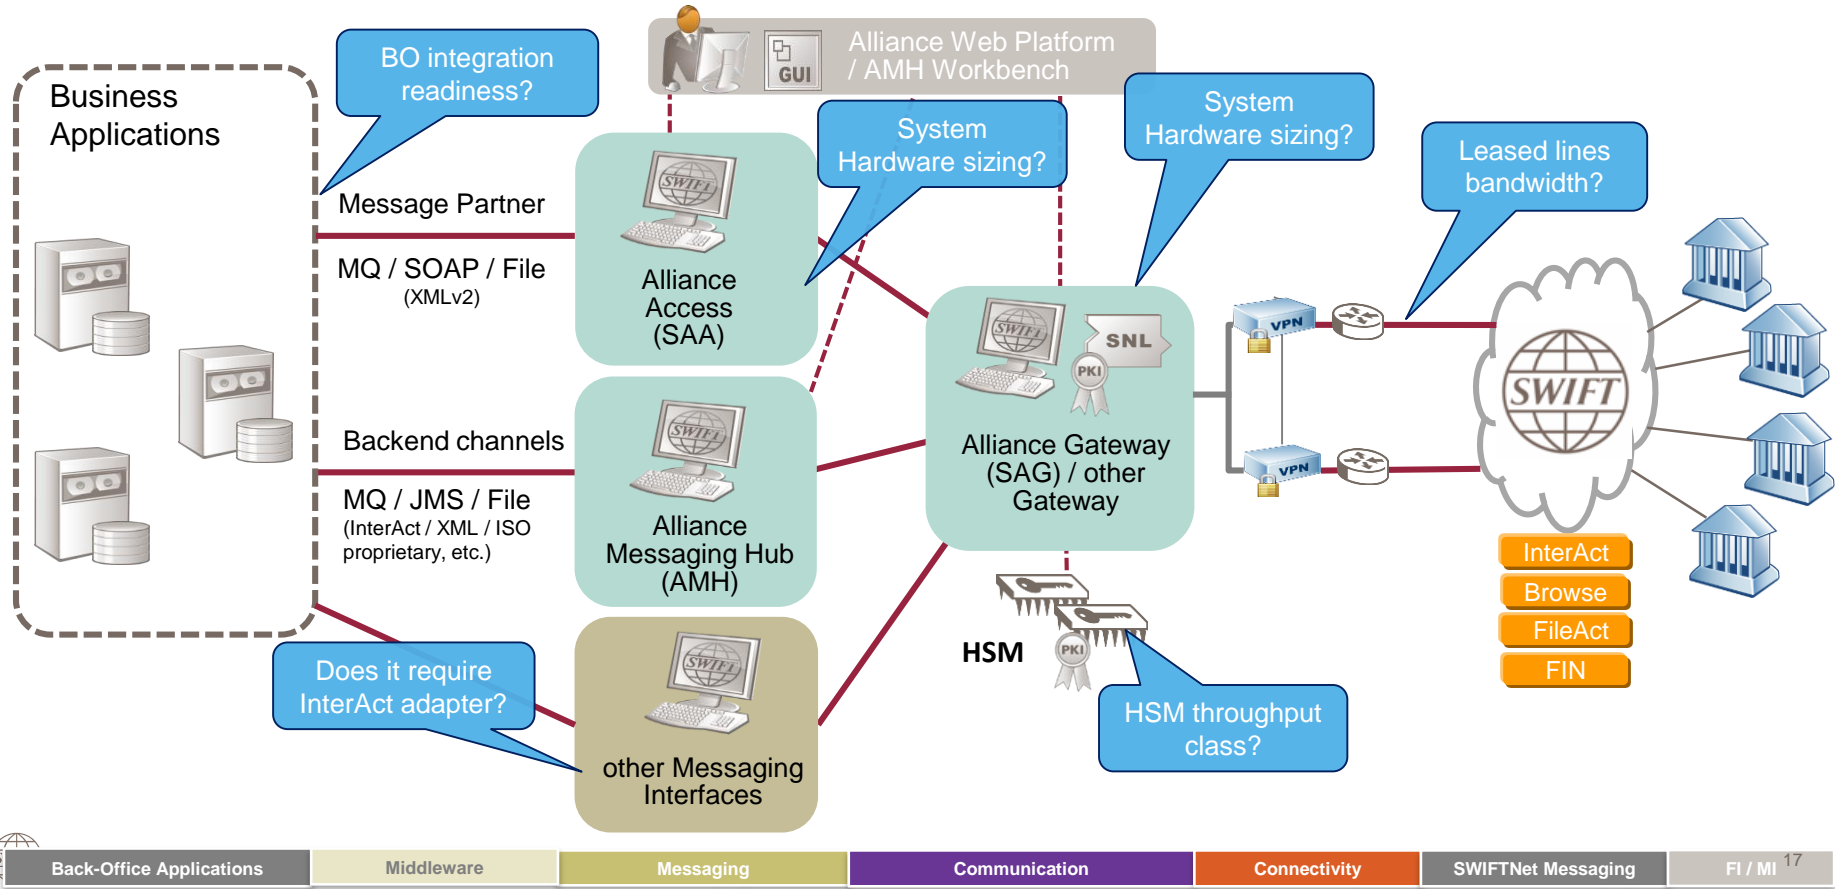 Alliance Web Platform
/ AMH Workbench
GUI
BO integration
readiness?
Business
Applications
System
Hardware sizing?
System
Hardware sizing?
Leased lines
bandwidth?
Message Partner
MQ / SOAP / File
(XMLv2)
SWIFT
Alliance
Access
(SAA)
Backend channels
MQ / JMS / File
(InterAct / XML / ISO
proprietary, etc.)
SWIFT
Alliance
Messaging Hub
(AMH)
Does it require
InterAct adapter?
SWIFT
other Messaging
Interfaces
SWIFT
SNL
PKI
Alliance Gateway
(SAG) / other
Gateway
HSM
PKI
HSM throughput
class?
VPN
VPN
SWIFT
InterAct
Browse
FileAct
FIN
Back-Office Applications
Middleware
Messaging
Communication
Connectivity
SWIFTNet Messaging
FI / MI
17